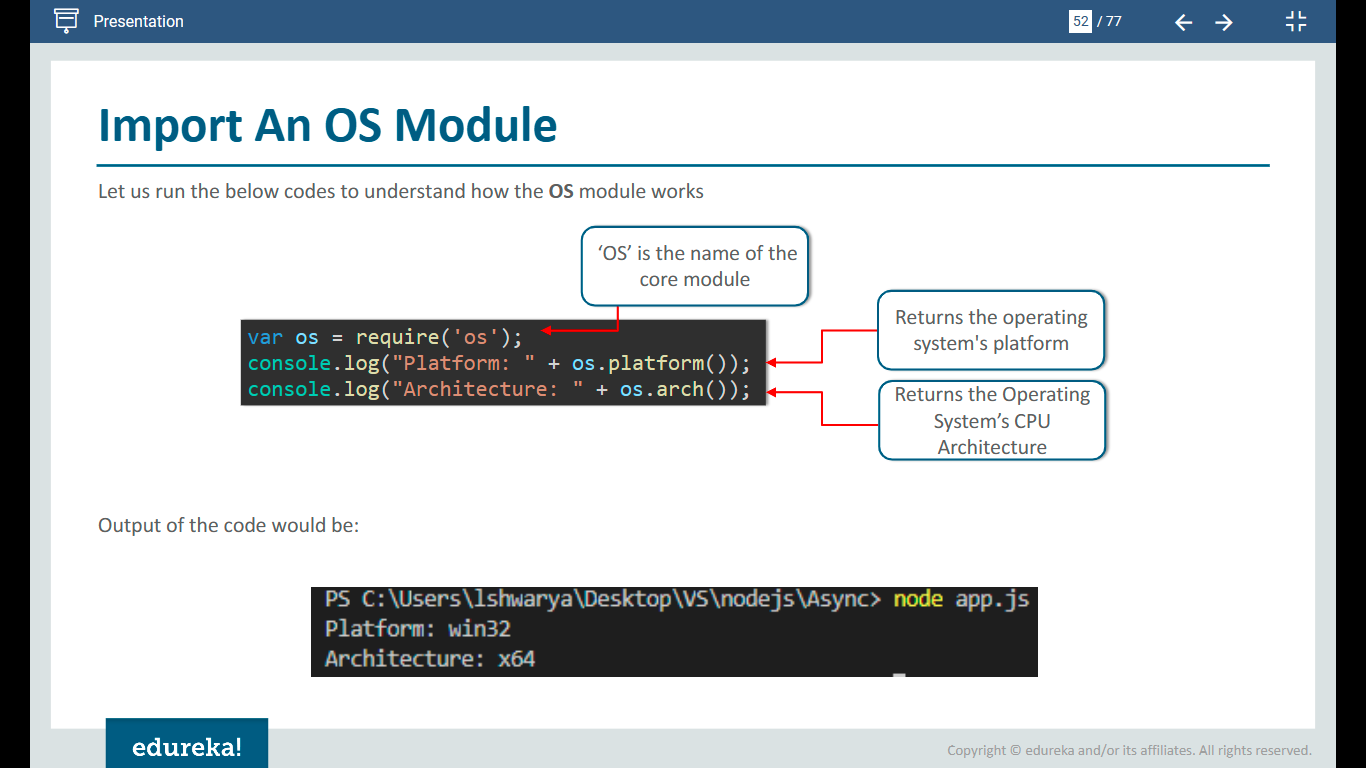 Presentation
52 / 77
Import An OS Module
Let us run the below codes to understand how the OS module works
‘OS’ is the name of the
core module
Returns the operating
system's platform
var os = require('os');
console.log("Platform: " + os.platform());
console.log("Architecture: " + os.arch());
Returns the Operating
System’s CPU
Architecture
Output of the code would be:
PS C:\Users\lshwarya\Desktop\VS\nodejs\Async> node app.js
Platform: win32
Architecture: x64
edureka!
Copyright © edureka and/or its affiliates. All rights reserved.